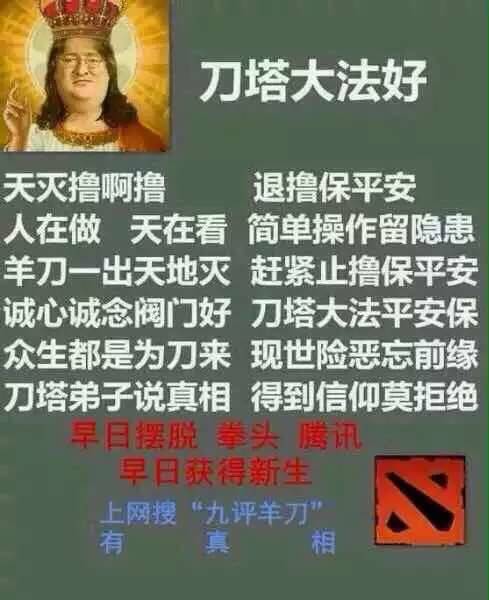 刀塔大法好
天灭撸啊撸 退撸保平安
人在做 天在看 简单操作留隐患
羊刀一出天地灭 赶紧止撸保平安
诚心诚念阀门好 刀塔大法平安保
众生都是为刀来 现世险恶忘前缘
刀塔弟子说真相 得到信仰莫拒绝
早日摆脱 拳头 腾讯
早日获得新生
上网搜“九评羊刀”
有 真 相